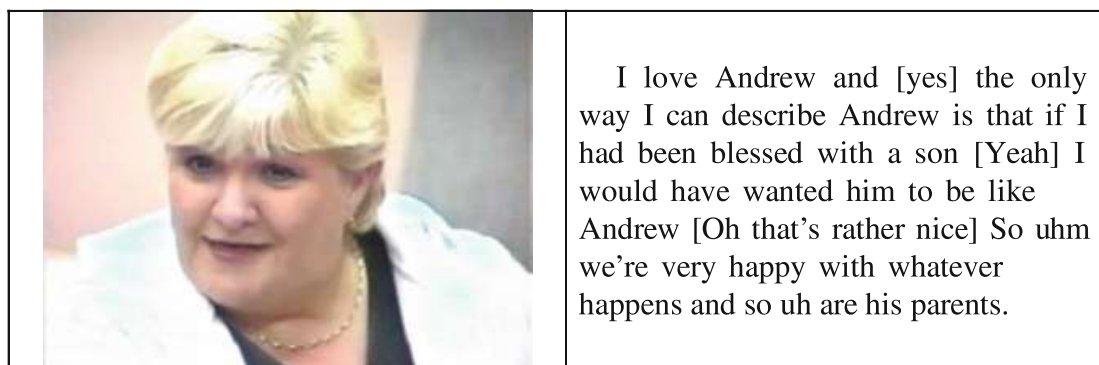 I love Andrew and [yes] the only
way I can describe Andrew is that if I
had been blessed with a son [Yeah] I
would have wanted him to be like
Andrew [Oh that's rather nice] So uhm
we're very happy with whatever
happens and so uh are his parents.